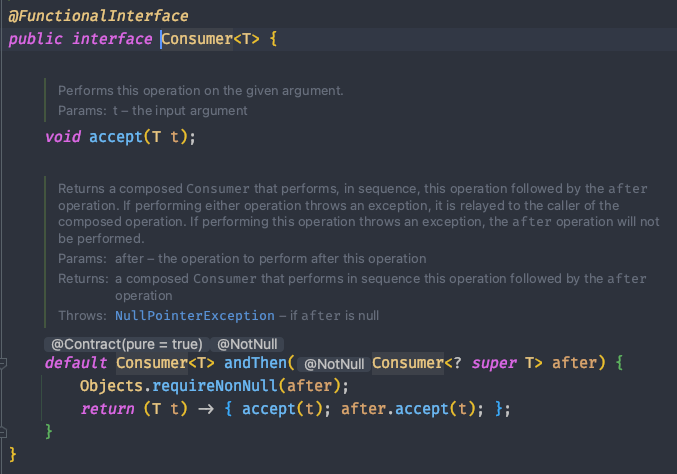 @FunctionalInterface
public interface Consumer<T> {
Performs this operation on the given argument.
Params: t – the input argument
void accept(T t);
Returns a composed Consumer that performs, in sequence, this operation followed by the after
operation. If performing either operation throws an exception, it is relayed to the caller of the
composed operation. If performing this operation throws an exception, the after operation will not
be performed.
Params: after – the operation to perform after this operation
Returns: a composed Consumer that performs in sequence this operation followed by the after
operation
Throws: NullPointerException – if after is null
@Contract(pure = true) @NotNull
default Consumer<T> andThen( @NotNull Consumer<? super T> after) {
Objects.requireNonNull(after);
return (T t) → { accept(t); after.accept(t); };
}
}